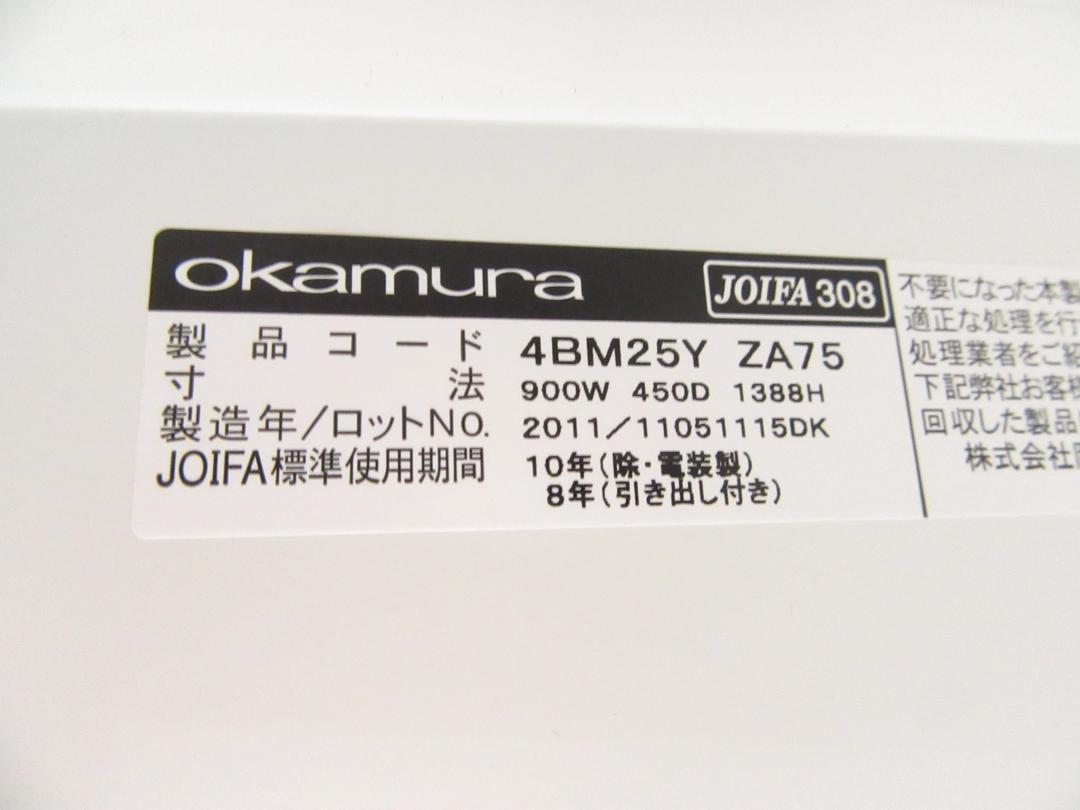 okamura
JOIFA 308
製品コード 4BM25Y ZA75
寸法 900W 450D 1388H
製造年/ロットNo. 2011/11051115DK
JOIFA標準使用期間 10年(除・電装製)
8年(引き出し付き)
不要になった本製
適正な処理を行
処理業者をご紹
下記弊社お客様
回収した製品
株式会社